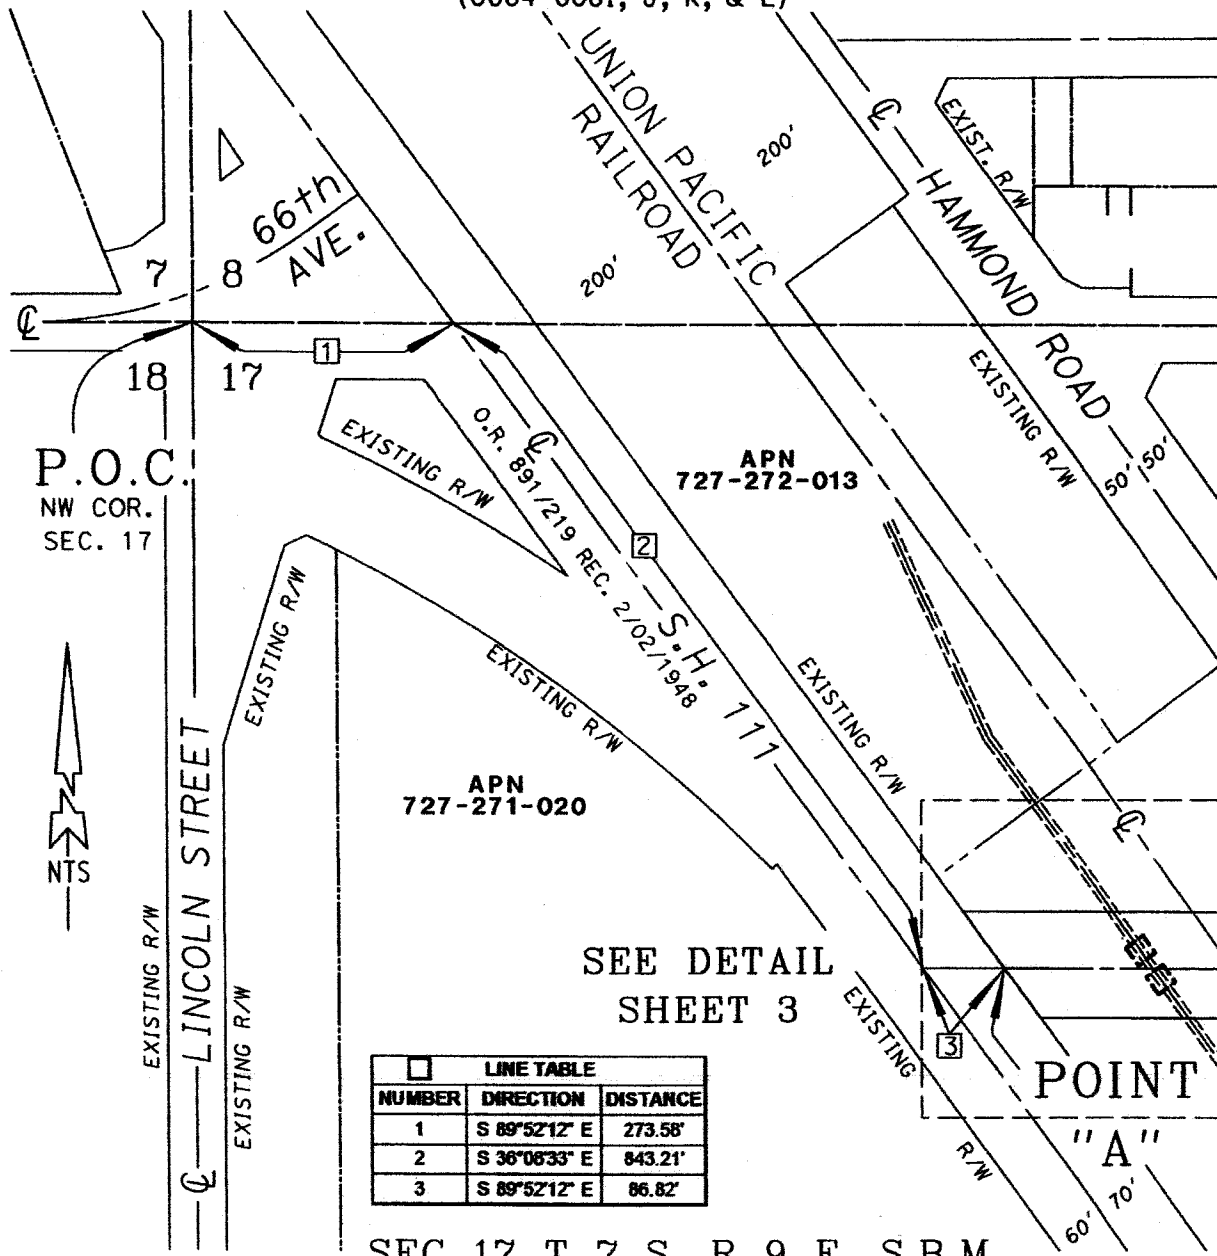 UNION PACIFIC
RAILROAD
200'
200'
℄
HAMMOND ROAD
EXIST. R/W
66th
AVE.
7
8
℄
1
18
17
P.O.C.
NW COR.
SEC. 17
EXISTING R/W
O.R. 891/219 REC. 2/02/1948
℄
2
S.H. 111
APN
727-272-013
EXISTING R/W
50'
50'
EXISTING R/W
EXISTING R/W
EXISTING R/W
APN
727-271-020
N
NTS
LINCOLN STREET
℄
EXISTING R/W
EXISTING R/W
℄
SEE DETAIL
SHEET 3
EXISTING
R/W
3
POINT
"A"
60'
70'
LINE TABLE
NUMBER DIRECTION DISTANCE
1 S 89°52'12" E 273.58'
2 S 36°08'33" E 843.21'
3 S 89°52'12" E 86.82'
SEC 17 T 7 S R 9 E S.B.M.